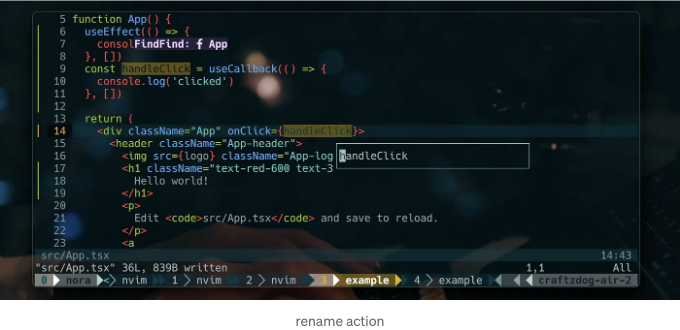 5 function App() {
6 useEffect(() => {
7 consolFindFind: ƒ App
8 }, [])
9 const handleClick = useCallback(() => {
10 console.log('clicked')
11 }, [])
12
13 return (
14 <div className="App" onClick={handleClick}>
15 <header className="App-header">
16 <img src={logo} className="App-log handleClick
17 <h1 className="text-red-600 text-3
18 Hello world!
19 </h1>
20 <p>
21 Edit <code>src/App.tsx</code> and save to reload.
22 </p>
23 <a
src/App.tsx 14:43
"src/App.tsx" 36L, 839B written 1,1 All
0 nora <> nvim 1 nvim 2 nvim 3 example 4 example craftzdog-air-2
rename action